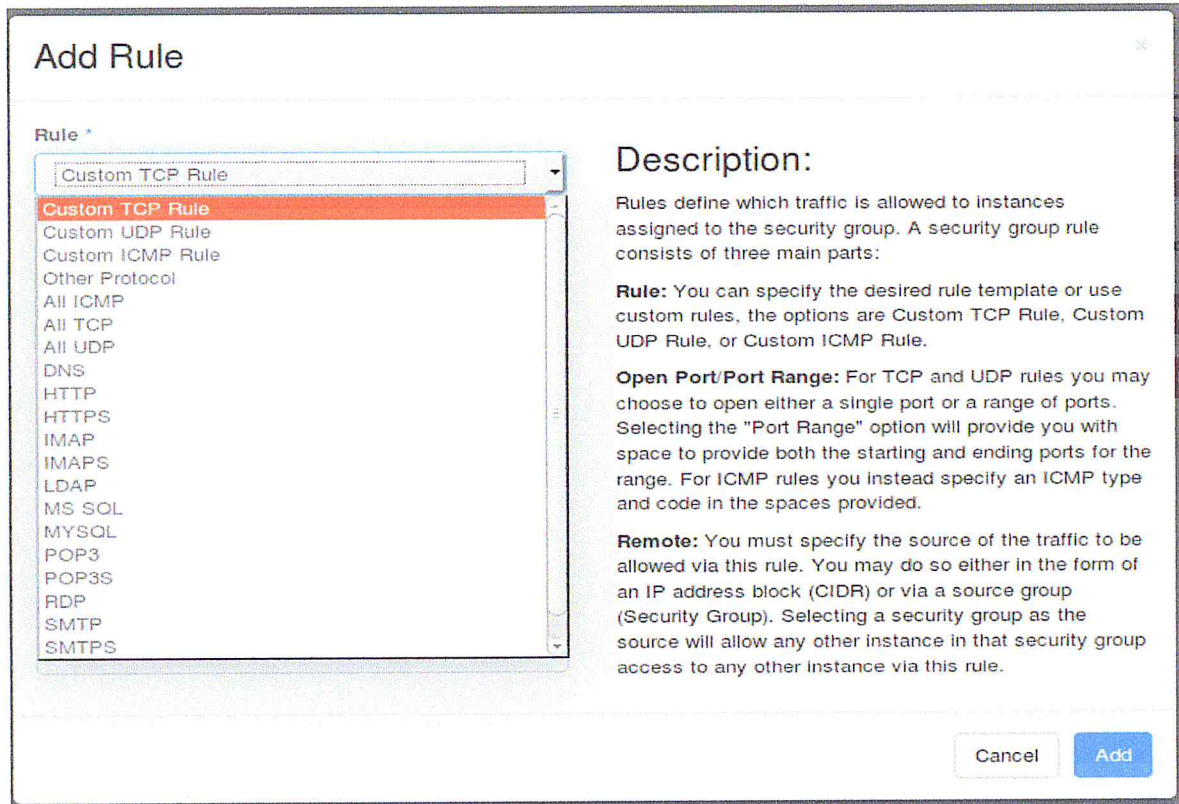 Add Rule
×
Rule *
Custom TCP Rule
Custom TCP Rule
Custom UDP Rule
Custom ICMP Rule
Other Protocol
All ICMP
All TCP
All UDP
DNS
HTTP
HTTPS
IMAP
IMAPS
LDAP
MS SQL
MYSQL
POP3
POP3S
RDP
SMTP
SMTPS
Description:
Rules define which traffic is allowed to instances
assigned to the security group. A security group rule
consists of three main parts:
Rule: You can specify the desired rule template or use
custom rules, the options are Custom TCP Rule, Custom
UDP Rule, or Custom ICMP Rule.
Open Port/Port Range: For TCP and UDP rules you may
choose to open either a single port or a range of ports.
Selecting the "Port Range" option will provide you with
space to provide both the starting and ending ports for the
range. For ICMP rules you instead specify an ICMP type
and code in the spaces provided.
Remote: You must specify the source of the traffic to be
allowed via this rule. You may do so either in the form of
an IP address block (CIDR) or via a source group
(Security Group). Selecting a security group as the
source will allow any other instance in that security group
access to any other instance via this rule.
Cancel
Add